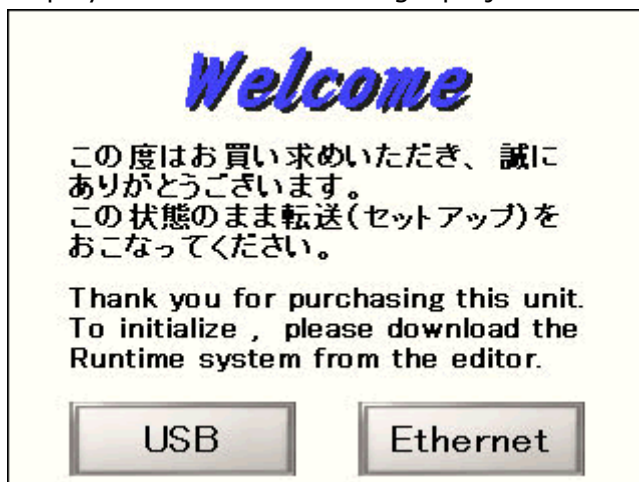 Welcome
この度はお買い求めいただき、誠に
ありがとうございます。
この状態のまま転送(セットアップ)を
おこなってください。
Thank you for purchasing this unit.
To initialize , please download the
Runtime system from the editor.
USB
Ethernet